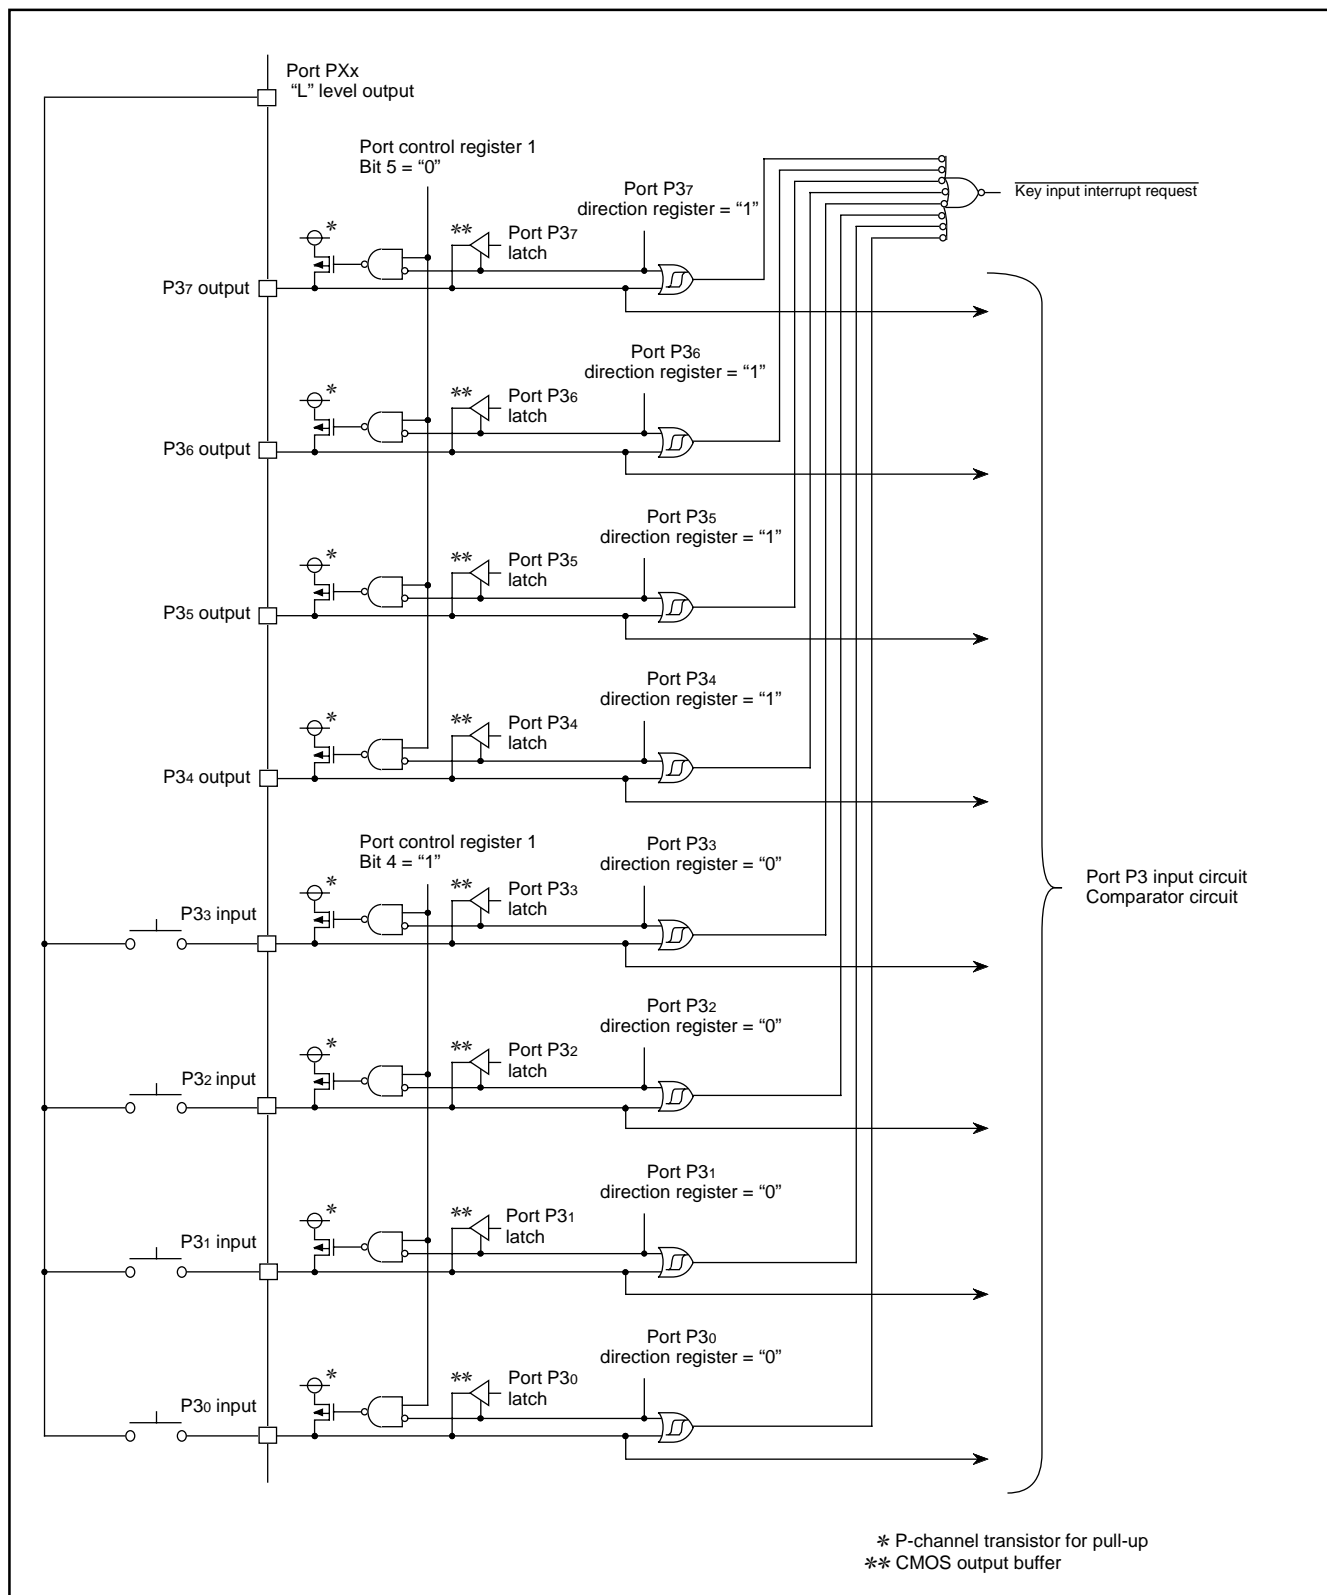 Port PXx
“L” level output
Port control register 1
Bit 5 = “0”
Port P37
direction register = “1”
Key input interrupt request
*
**
Port P37
latch
P37 output
Port P36
direction register = “1”
*
**
Port P36
latch
P36 output
Port P35
direction register = “1”
*
**
Port P35
latch
P35 output
Port P34
direction register = “1”
*
**
Port P34
latch
P34 output
Port control register 1
Bit 4 = “1”
Port P33
direction register = “0”
*
**
Port P33
latch
P33 input
Port P3 input circuit
Comparator circuit
Port P32
direction register = “0”
*
**
Port P32
latch
P32 input
Port P31
direction register = “0”
*
**
Port P31
latch
P31 input
Port P30
direction register = “0”
*
**
Port P30
latch
P30 input
* P-channel transistor for pull-up
** CMOS output buffer